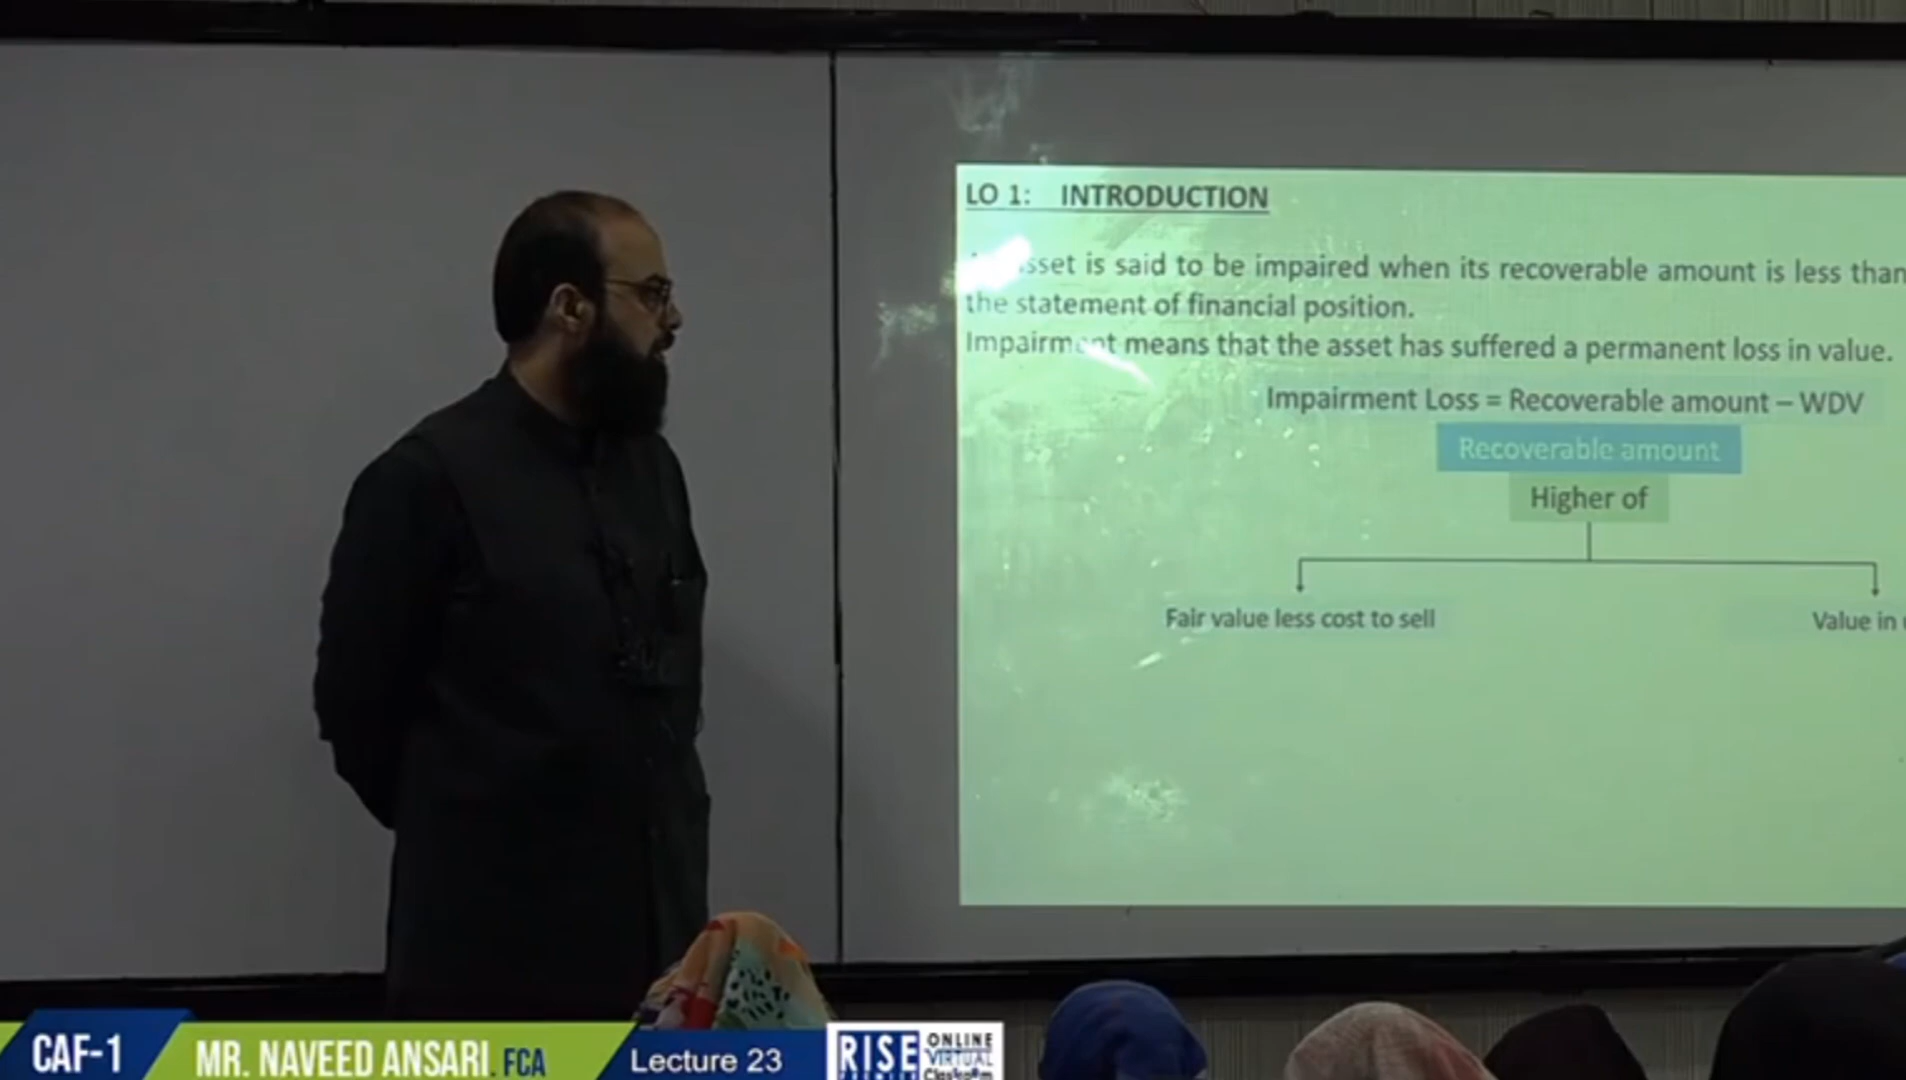 LO 1: INTRODUCTION
asset is said to be impaired when its recoverable amount is less than
the statement of financial position.
Impairment means that the asset has suffered a permanent loss in value.
Impairment Loss = Recoverable amount – WDV
Recoverable amount
Higher of
Fair value less cost to sell
Value in
CAF-1
MR. NAVEED ANSARI. FCA
Lecture 23
RISE
PREMIER
ONLINE
VIRTUAL
Classroom